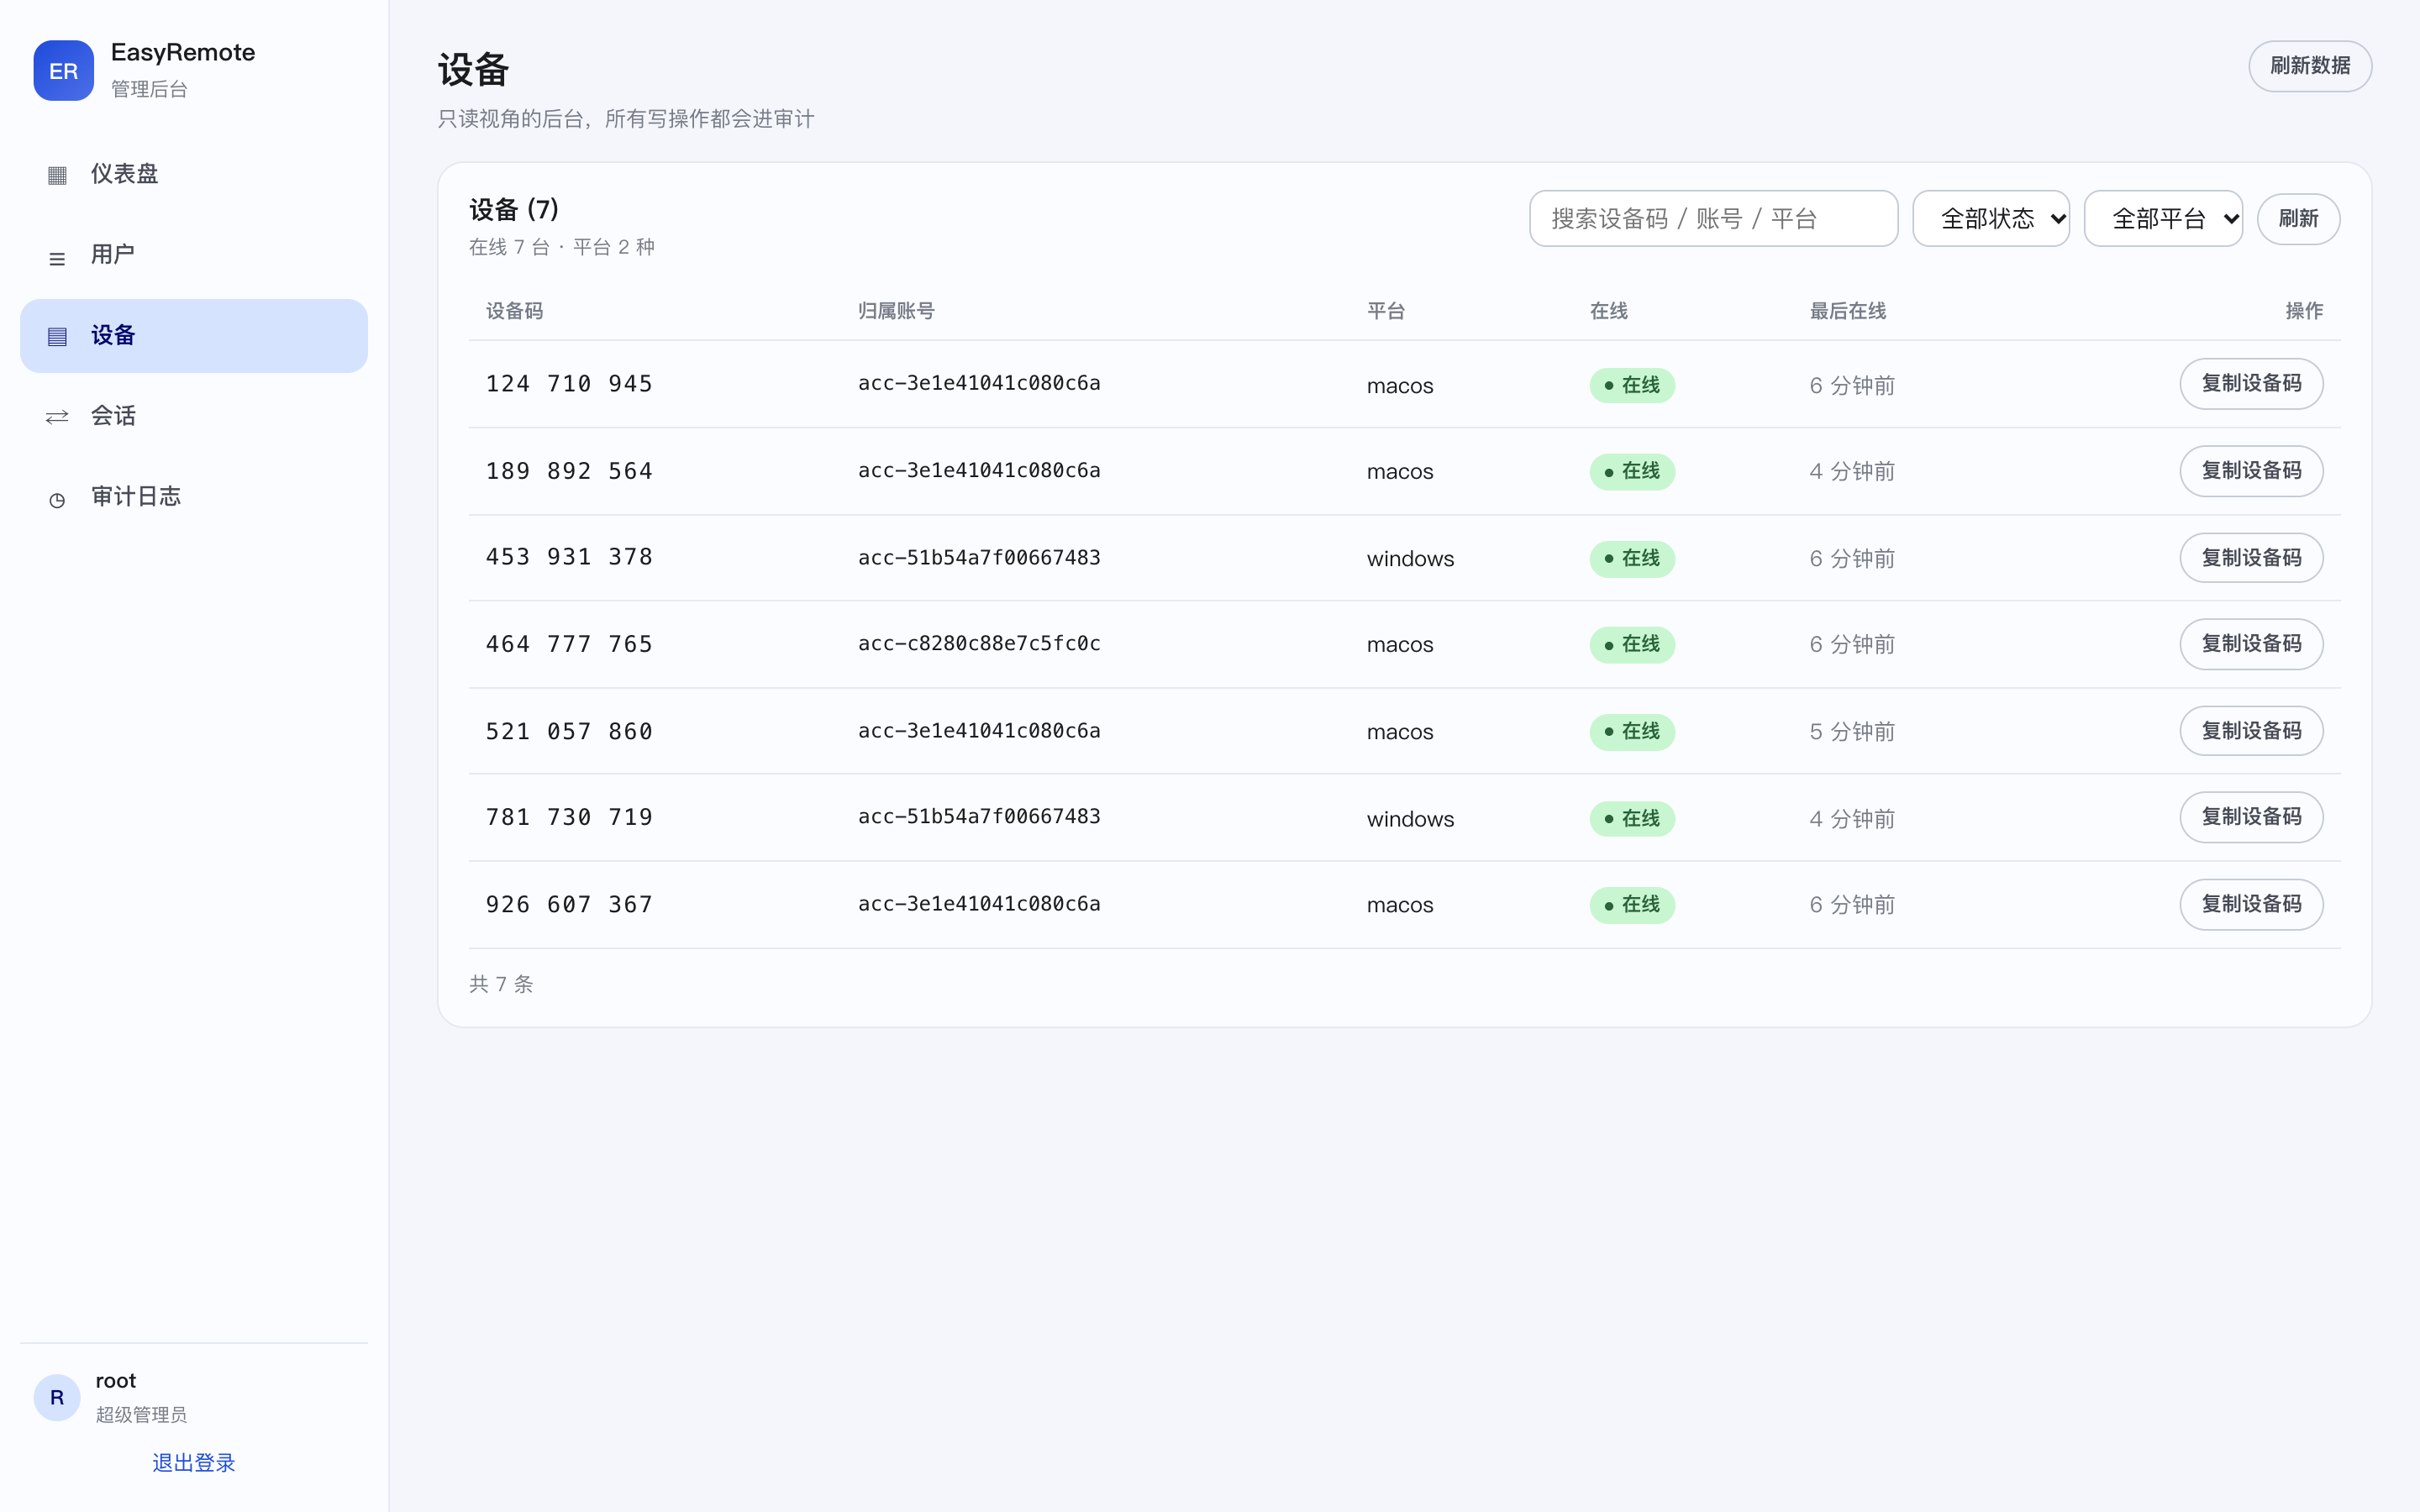 ER
EasyRemote
管理后台
仪表盘
用户
设备
会话
审计日志
R
root
超级管理员
退出登录
设备
只读视角的后台，所有写操作都会进审计
刷新数据
设备 (7)
在线 7 台 · 平台 2 种
搜索设备码 / 账号 / 平台
全部状态
全部平台
刷新
设备码 归属账号 平台 在线 最后在线 操作
124 710 945 acc-3e1e41041c080c6a macos 在线 6 分钟前 复制设备码
189 892 564 acc-3e1e41041c080c6a macos 在线 4 分钟前 复制设备码
453 931 378 acc-51b54a7f00667483 windows 在线 6 分钟前 复制设备码
464 777 765 acc-c8280c88e7c5fc0c macos 在线 6 分钟前 复制设备码
521 057 860 acc-3e1e41041c080c6a macos 在线 5 分钟前 复制设备码
781 730 719 acc-51b54a7f00667483 windows 在线 4 分钟前 复制设备码
926 607 367 acc-3e1e41041c080c6a macos 在线 6 分钟前 复制设备码
共 7 条